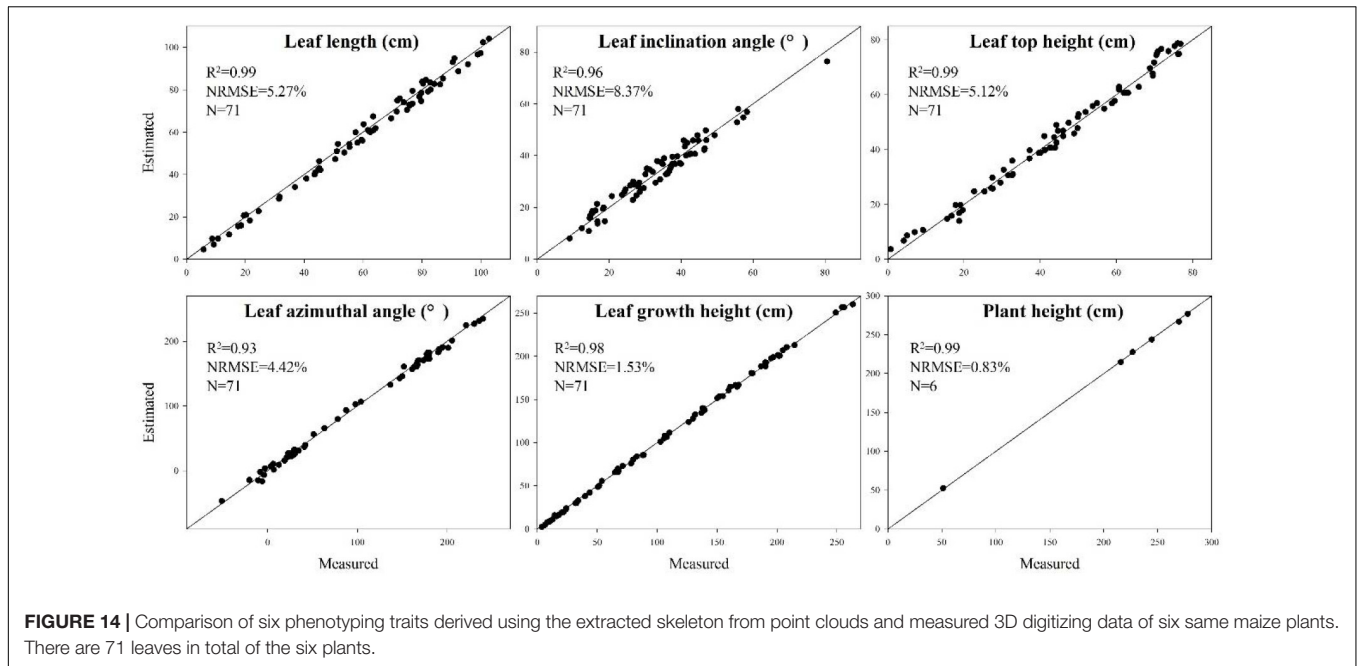 Leaf length (cm)
R²=0.99
NRMSE=5.27%
N=71
Estimated
100
80
60
40
20
0
0
20
40
60
80
100
Leaf inclination angle (° )
R²=0.96
NRMSE=8.37%
N=71
80
60
40
20
0
0
20
40
60
80
Leaf top height (cm)
R²=0.99
NRMSE=5.12%
N=71
80
60
40
20
0
0
20
40
60
80
Leaf azimuthal angle (° )
R²=0.93
NRMSE=4.42%
N=71
Estimated
200
100
0
0
100
200
Measured
Leaf growth height (cm)
R²=0.98
NRMSE=1.53%
N=71
250
200
150
100
50
0
0
50
100
150
200
250
Measured
Plant height (cm)
R²=0.99
NRMSE=0.83%
N=6
300
250
200
150
100
50
0
0
50
100
150
200
250
300
Measured
FIGURE 14 | Comparison of six phenotyping traits derived using the extracted skeleton from point clouds and measured 3D digitizing data of six same maize plants.
There are 71 leaves in total of the six plants.